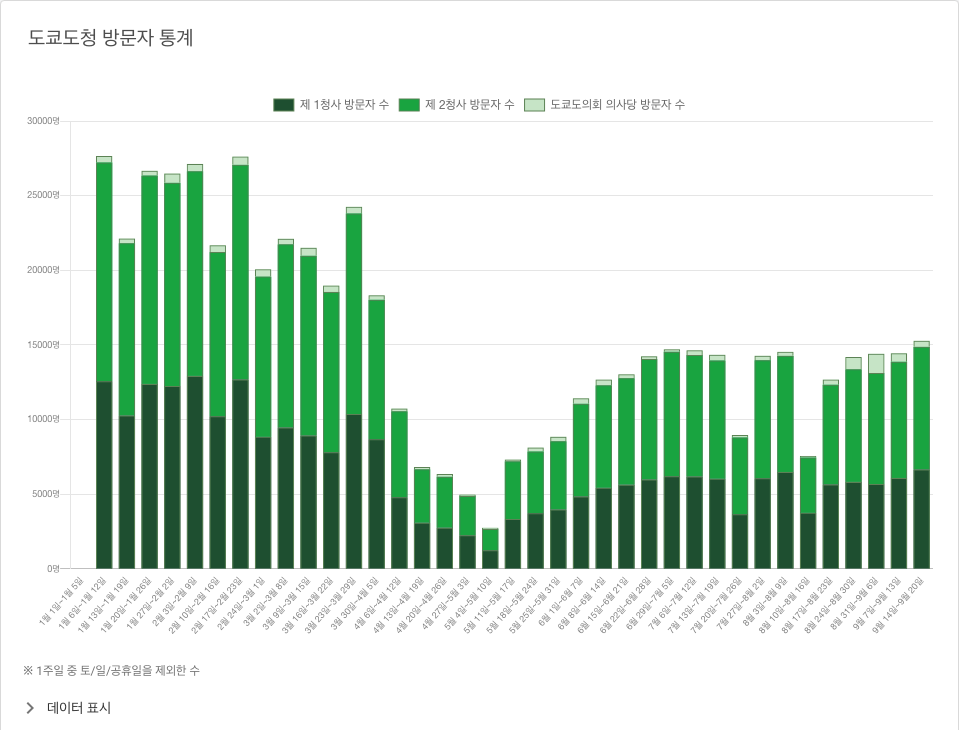 도쿄도청 방문자 통계
제 1청사 방문자 수 제 2청사 방문자 수 도쿄도의회 의사당 방문자 수
30000명
25000명
20000명
15000명
10000명
5000명
0명
1월 1일~1월 5일
1월 6일~1월 12일
1월 13일~1월 19일
1월 20일~1월 26일
1월 27일~2월 2일
2월 3일~2월 9일
2월 10일~2월 16일
2월 17일~2월 23일
2월 24일~3월 1일
3월 2일~3월 8일
3월 9일~3월 15일
3월 16일~3월 22일
3월 23일~3월 29일
3월 30일~4월 5일
4월 6일~4월 12일
4월 13일~4월 19일
4월 20일~4월 26일
4월 27일~5월 3일
5월 4일~5월 10일
5월 11일~5월 17일
5월 18일~5월 24일
5월 25일~5월 31일
6월 1일~6월 7일
6월 8일~6월 14일
6월 15일~6월 21일
6월 22일~6월 28일
6월 29일~7월 5일
7월 6일~7월 12일
7월 13일~7월 19일
7월 20일~7월 26일
7월 27일~8월 2일
8월 3일~8월 9일
8월 10일~8월 16일
8월 17일~8월 23일
8월 24일~8월 30일
8월 31일~9월 6일
9월 7일~9월 13일
9월 14일~9월 20일
※ 1주일 중 토/일/공휴일을 제외한 수
데이터 표시